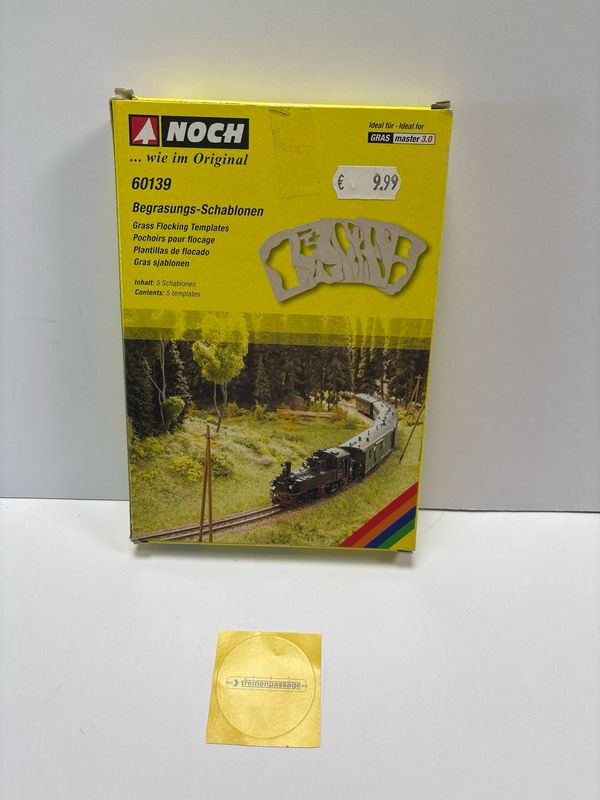 NOCH
... wie im Original
Ideal für · Ideal for
GRAS master 3.0
60139
€ 9.99
Begrasungs-Schablonen
Grass Flocking Templates
Pochoirs pour flocage
Plantillas de flocado
Gras sjablonen
Inhalt: 5 Schablonen
Contents: 5 templates
treinenpassage